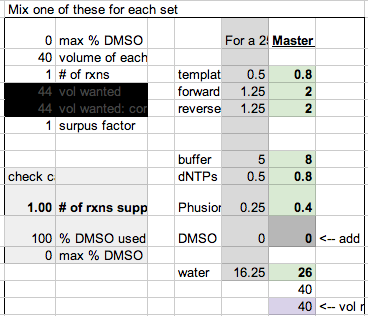 Mix one of these for each set
0 max % DMSO For a 25 Master
40 volume of each
1 # of rxns templat 0.5 0.8
44 vol wanted forward 1.25 2
44 vol wanted: cor reverse 1.25 2
1 surpus factor
buffer 5 8
check c dNTPs 0.5 0.8
1.00 # of rxns supp Phusior 0.25 0.4
100 % DMSO used DMSO 0 0 <-- add
0 max % DMSO
water 16.25 26
40
40 <-- vol r